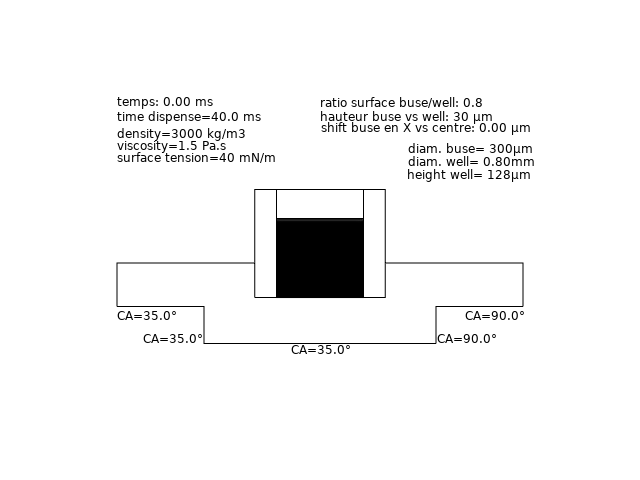 temps: 0.00 ms
time dispense=40.0 ms
density=3000 kg/m3
viscosity=1.5 Pa.s
surface tension=40 mN/m
ratio surface buse/well: 0.8
hauteur buse vs well: 30 µm
shift buse en X vs centre: 0.00 µm
diam. buse= 300µm
diam. well= 0.80mm
height well= 128µm
CA=35.0°
CA=90.0°
CA=35.0°
CA=90.0°
CA=35.0°